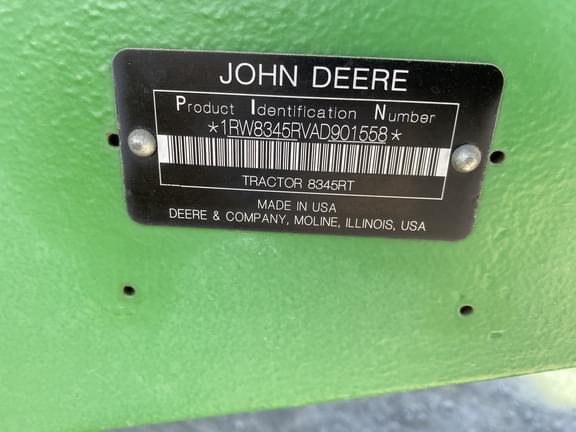 JOHN DEERE
Product Identification Number
*1RW8345RVAD901558*
TRACTOR 8345RT
MADE IN USA
DEERE & COMPANY, MOLINE, ILLINOIS, USA